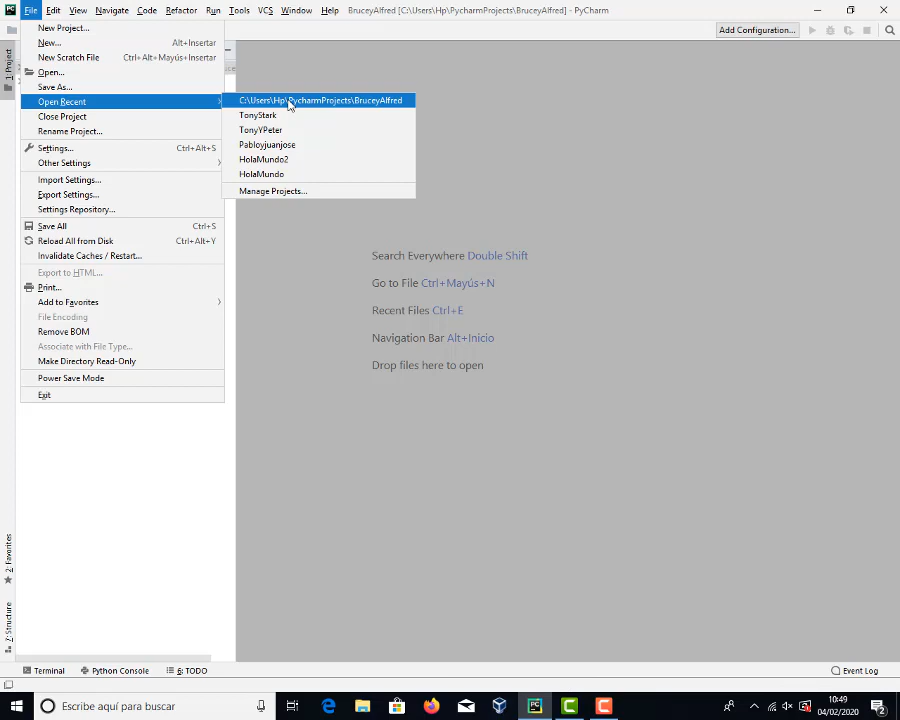 File Edit View Navigate Code Refactor Run Tools VCS Window Help BruceyAlfred [C:\Users\Hp\PycharmProjects\BruceyAlfred] - PyCharm
Add Configuration...
New Project...
New... Alt+Insertar
New Scratch File Ctrl+Alt+Mayús+Insertar
Open...
Save As...
Open Recent
Close Project
Rename Project...
Settings... Ctrl+Alt+S
Other Settings
Import Settings...
Export Settings...
Settings Repository...
Save All Ctrl+S
Reload All from Disk Ctrl+Alt+Y
Invalidate Caches / Restart...
Export to HTML...
Print...
Add to Favorites
File Encoding
Remove BOM
Associate with File Type...
Make Directory Read-Only
Power Save Mode
Exit
C:\Users\Hp\PycharmProjects\BruceyAlfred
TonyStark
TonyYPeter
Pabloyjuanjose
HolaMundo2
HolaMundo
Manage Projects...
Search Everywhere Double Shift
Go to File Ctrl+Mayús+N
Recent Files Ctrl+E
Navigation Bar Alt+Inicio
Drop files here to open
1: Project
2: Favorites
7: Structure
Terminal Python Console 6: TODO Event Log
Escribe aquí para buscar
10:49
04/02/2020
2